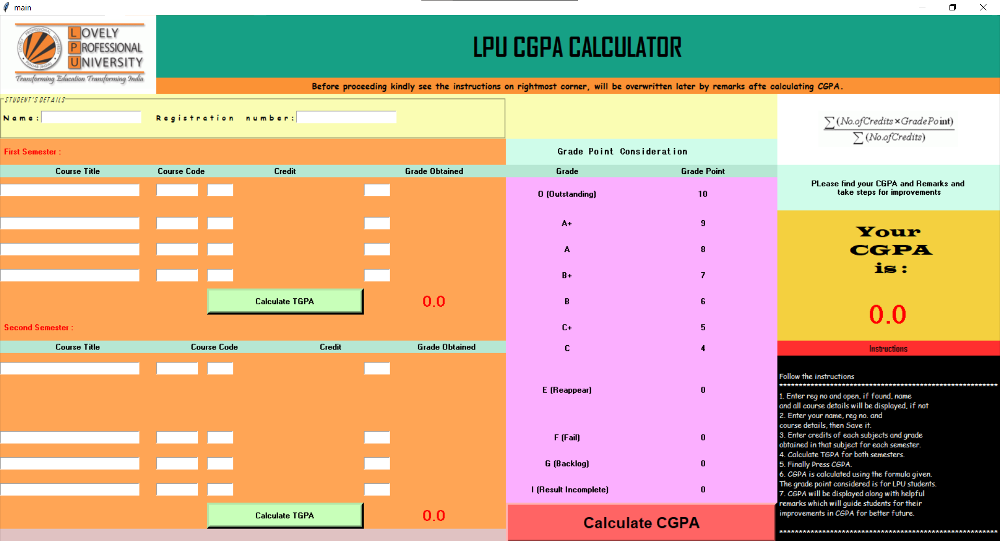 main
LOVELY
PROFESSIONAL
UNIVERSITY
LOVELY PROFESSIONAL UNIVERSITY
PUNJAB (INDIA)
Transforming Education Transforming India
LPU CGPA CALCULATOR
Before proceeding kindly see the instructions on rightmost corner, will be overwritten later by remarks afte calculating CGPA.
STUDENT'S DETAILS
Name: Registration number:
∑(No.ofCredits×GradePoint)
∑(No.ofCredits)
First Semester :
Course Title Course Code Credit Grade Obtained
Calculate TGPA 0.0
Second Semester :
Course Title Course Code Credit Grade Obtained
Calculate TGPA 0.0
Grade Point Consideration
Grade Grade Point
O (Outstanding) 10
A+ 9
A 8
B+ 7
B 6
C+ 5
C 4
E (Reappear) 0
F (Fail) 0
G (Backlog) 0
I (Result Incomplete) 0
Calculate CGPA
PLease find your CGPA and Remarks and
take steps for improvements
Your
CGPA
is :
0.0
Instructions
Follow the instructions
********************************************************
1. Enter reg no and open, if found, name
and all course details will be displayed, if not
2. Enter your name, reg no. and
course details, then Save it.
3. Enter credits of each subjects and grade
obtained in that subject for each semester.
4. Calculate TGPA for both semesters.
5. Finally Press CGPA.
6. CGPA is calculated using the formula given.
The grade point considered is for LPU students.
7. CGPA will be displayed along with helpful
remarks which will guide students for their
improvements in CGPA for better future.
********************************************************